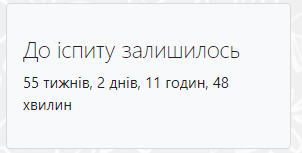 До іспиту залишилось
55 тижнів, 2 днів, 11 годин, 48
хвилин